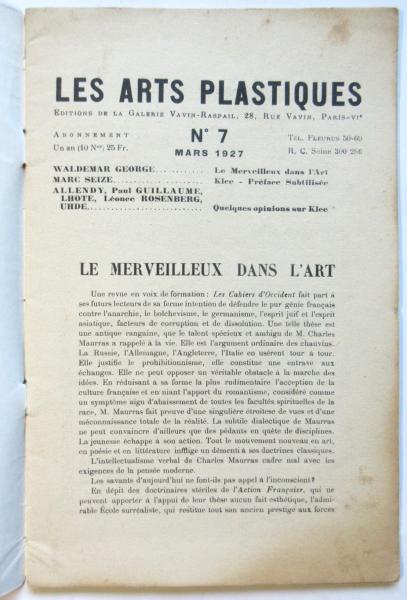 LES ARTS PLASTIQUES
EDITIONS DE LA GALERIE VAVIN-RASPAIL, 28, RUE VAVIN, PARIS-VIe
ABONNEMENT N° 7 TÉL. FLEURUS 50-60
Un an (10 Nos) 25 Fr. MARS 1927 R. C. Seine 300 286
WALDEMAR GEORGE............ Le Merveilleux dans l'Art
MARC SEIZE.................... Klee - Préface Subtilisée
ALLENDY, Paul GUILLAUME,
LHOTE, Léonce ROSENBERG,
UHDE......................... Quelques opinions sur Klee
LE MERVEILLEUX DANS L'ART
Une revue en voix de formation : Les Cahiers d'Occident fait part à
ses futurs lecteurs de sa ferme intention de défendre le pur génie français
contre l'anarchie, le bolchevisme, le germanisme, l'esprit juif et l'esprit
asiatique, facteurs de corruption et de dissolution. Une telle thèse est
une antique rangaine, que le talent spécieux et ambigu de M. Charles
Maurras a rappelé à la vie. Elle est l'argument ordinaire des chauvins.
La Russie, l'Allemagne, l'Angleterre, l'Italie en usèrent tour à tour.
Elle justifie le prohibitionnisme, elle constitue une entrave aux
échanges. Elle ne peut opposer un véritable obstacle à la marche des
idées. En réduisant à sa forme la plus rudimentaire l'acception de la
culture française et en niant l'apport du romantisme, considéré comme
un symptôme aigu d'abaissement de toutes les facultés spirituelles de la
race, M. Maurras fait preuve d'une singulière étroitesse de vues et d'une
méconnaissance totale de la réalité. La subtile dialectique de Maurras
ne peut convaincre d'ailleurs que des pédants en quête de disciplines.
La jeunesse échappe à son action. Tout le mouvement nouveau en art,
en poésie et en littérature inflige un démenti à ses doctrines classiques.
L'intellectualisme verbal de Charles Maurras cadre mal avec les
exigences de la pensée moderne.
Les savants d'aujourd'hui ne font-ils pas appel à l'inconscient ?
En dépit des doctrinaires stériles de l'Action Française, qui ne
peuvent apporter à l'appui de leur thèse aucun fait esthétique, l'admi-
rable École surréaliste, qui restitue tout son ancien prestige aux forces